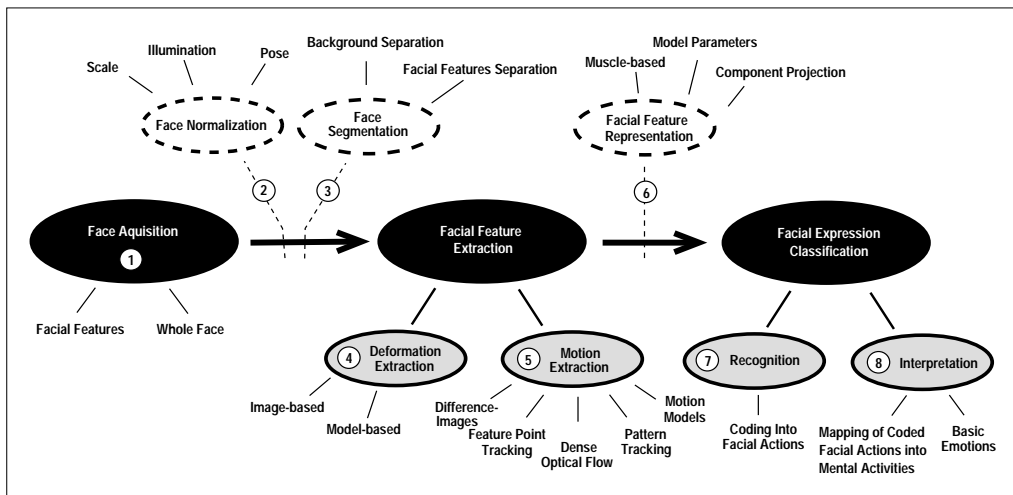 Illumination
Scale
Pose
Face Normalization
Background Separation
Facial Features Separation
Face
Segmentation
Model Parameters
Muscle-based
Component Projection
Facial Feature
Representation
2
3
6
Face Aquisition
1
Facial Feature
Extraction
Facial Expression
Classification
Facial Features
Whole Face
4
Deformation
Extraction
5
Motion
Extraction
7
Recognition
8
Interpretation
Image-based
Model-based
Difference-
Images
Feature Point
Tracking
Dense
Optical Flow
Pattern
Tracking
Motion
Models
Coding Into
Facial Actions
Mapping of Coded
Facial Actions into
Mental Activities
Basic
Emotions